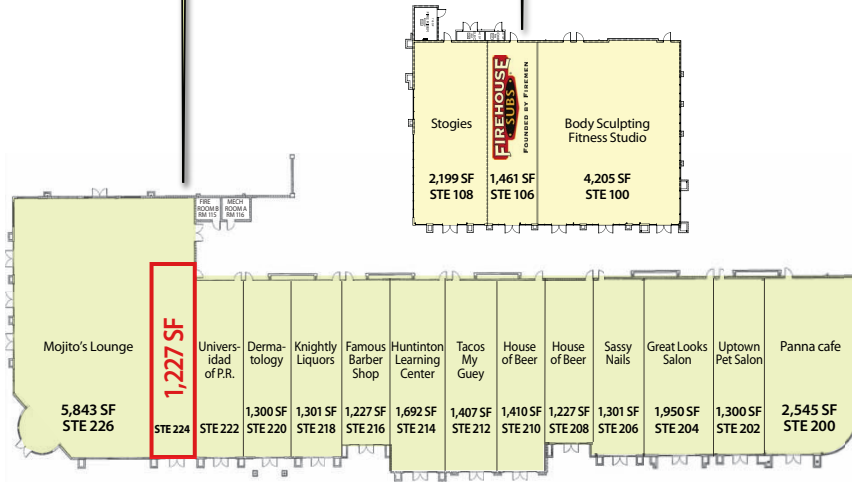 Stogies
2,199 SF
STE 108
FIREHOUSE
SUBS
FOUNDED BY FIREMEN
1,461 SF
STE 106
Body Sculpting
Fitness Studio
4,205 SF
STE 100
FIRE
ROOM B
RM 115
MECH
ROOM A
RM 116
Mojito's Lounge
5,843 SF
STE 226
1,227 SF
STE 224
Univers-
idad
of P.R.
STE 222
Derma-
tology
1,300 SF
STE 220
Knightly
Liquors
1,301 SF
STE 218
Famous
Barber
Shop
1,227 SF
STE 216
Huntinton
Learning
Center
1,692 SF
STE 214
Tacos
My
Guey
1,407 SF
STE 212
House
of Beer
1,410 SF
STE 210
House
of Beer
1,227 SF
STE 208
Sassy
Nails
1,301 SF
STE 206
Great Looks
Salon
1,950 SF
STE 204
Uptown
Pet Salon
1,300 SF
STE 202
Panna cafe
2,545 SF
STE 200